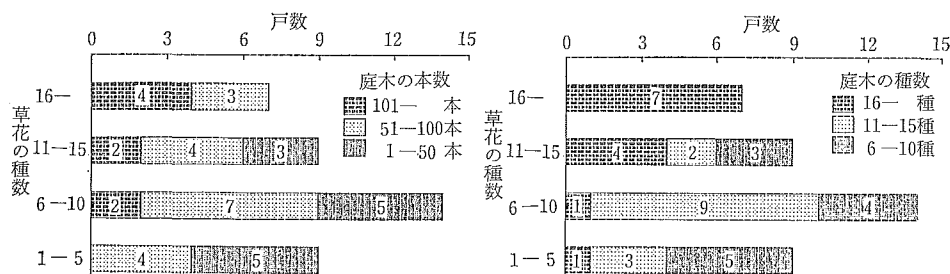 戸数
0 3 6 9 12 15
草花の種数
庭木の本数
16— 4 3
101— 本
51—100本
11—15 2 4 3
1—50 本
6—10 2 7 5
1—5 4 5
戸数
0 3 6 9 12 15
草花の種数
庭木の種数
16— 7
16— 種
11—15種
11—15 4 2 3
6—10種
6—10 1 9 4
1—5 1 3 5